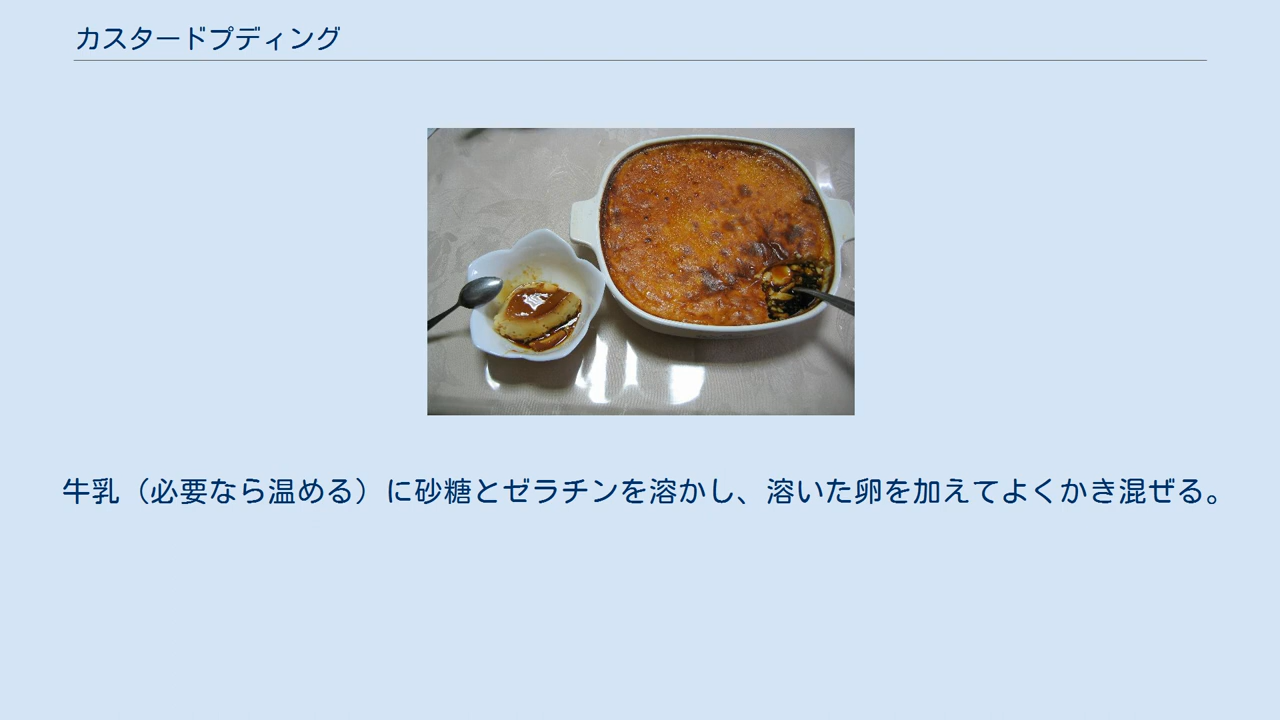 カスタードプディング
牛乳（必要なら温める）に砂糖とゼラチンを溶かし、溶いた卵を加えてよくかき混ぜる。